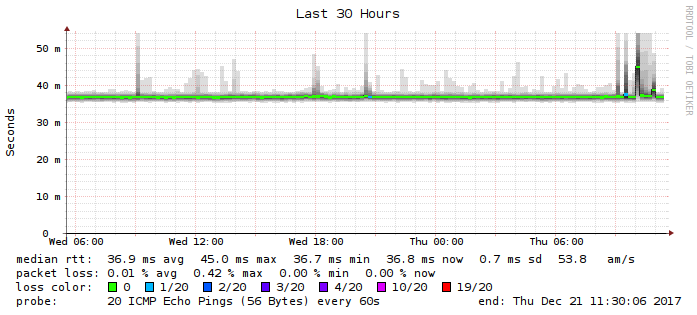 Last 30 Hours
RRDTOOL / TOBI OETIKER
Seconds
50 m
40 m
30 m
20 m
10 m
0
Wed 06:00 Wed 12:00 Wed 18:00 Thu 00:00 Thu 06:00
median rtt: 36.9 ms avg 45.0 ms max 36.7 ms min 36.8 ms now 0.7 ms sd 53.8 am/s
packet loss: 0.01 % avg 0.42 % max 0.00 % min 0.00 % now
loss color: 0 1/20 2/20 3/20 4/20 10/20 19/20
probe: 20 ICMP Echo Pings (56 Bytes) every 60s end: Thu Dec 21 11:30:06 2017